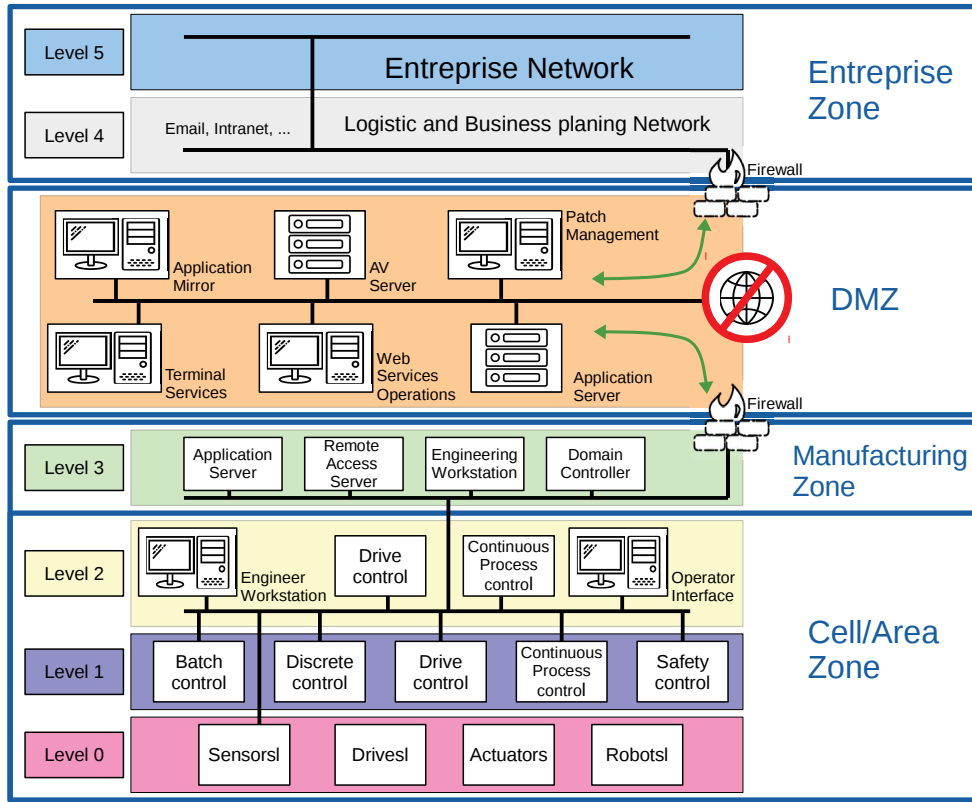 Level 5
Entreprise Network
Entreprise
Zone
Level 4
Email, Intranet, ...
Logistic and Business planing Network
Firewall
Application
Mirror
AV
Server
Patch
Management
DMZ
Terminal
Services
Web
Services
Operations
Application
Server
Firewall
Level 3
Application
Server
Remote
Access
Server
Engineering
Workstation
Domain
Controller
Manufacturing
Zone
Level 2
Engineer
Workstation
Drive
control
Continuous
Process
control
Operator
Interface
Cell/Area
Zone
Level 1
Batch
control
Discrete
control
Drive
control
Continuous
Process
control
Safety
control
Level 0
Sensorsl
Drivesl
Actuators
Robotsl